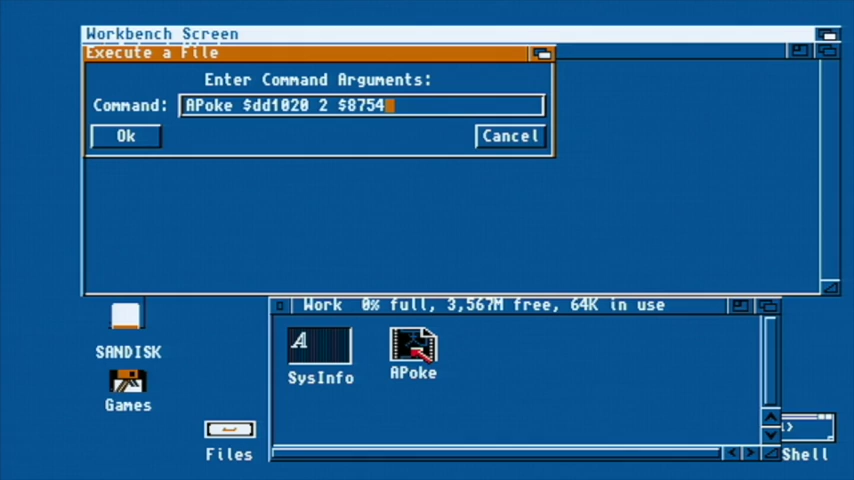 Workbench Screen
Execute a File
Enter Command Arguments:
Command: APoke $dd1020 2 $8754
Ok Cancel
Work 0% full, 3,567M free, 64K in use
SANDISK
SysInfo APoke
Games
Files Shell